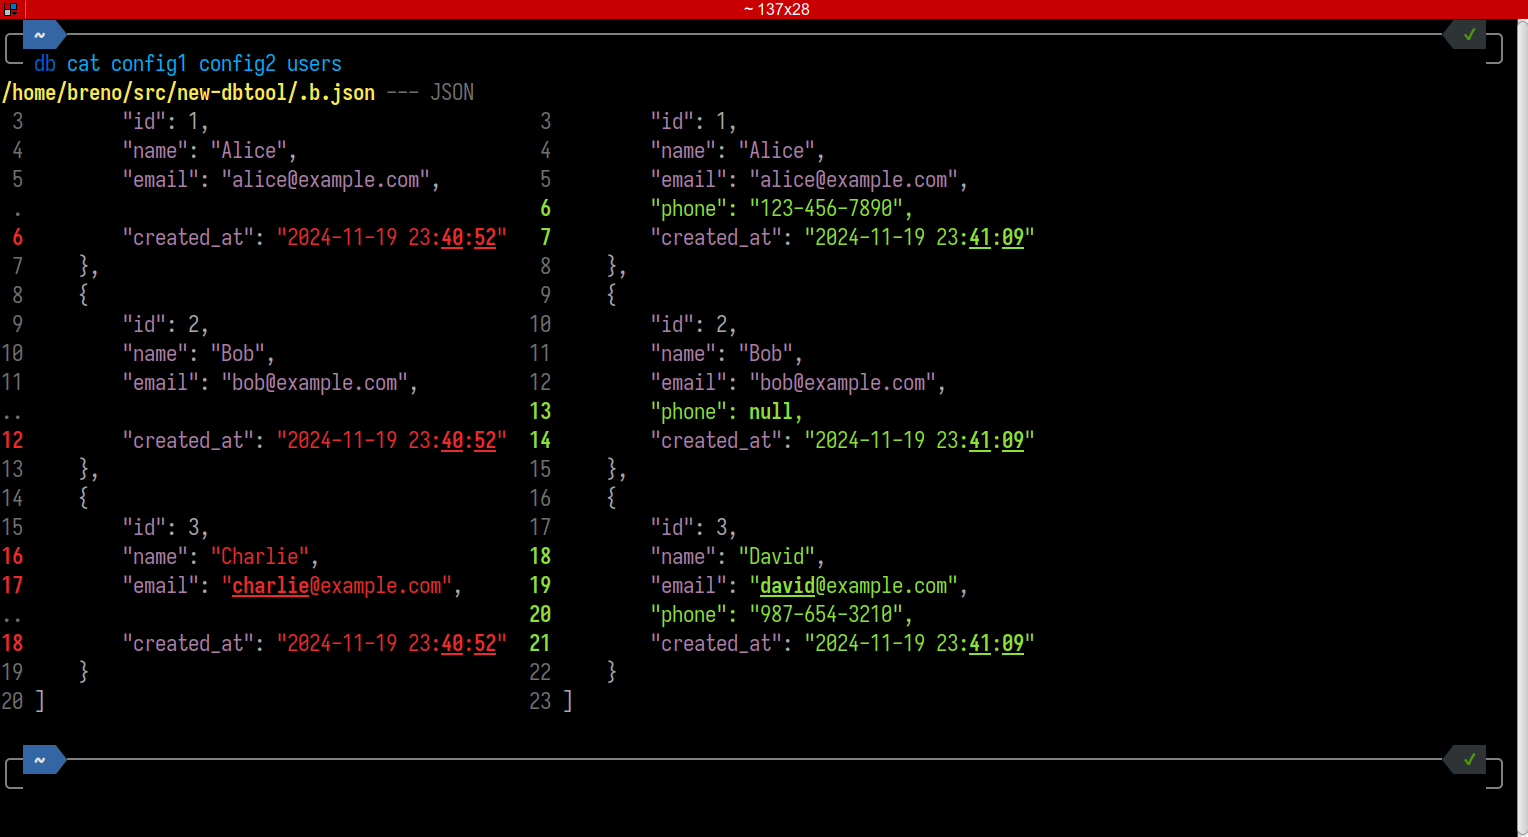 ~ 137x28
~ ✓
db cat config1 config2 users
/home/breno/src/new-dbtool/.b.json --- JSON
3 "id": 1, 3 "id": 1,
4 "name": "Alice", 4 "name": "Alice",
5 "email": "alice@example.com", 5 "email": "alice@example.com",
. 6 "phone": "123-456-7890",
6 "created_at": "2024-11-19 23:40:52" 7 "created_at": "2024-11-19 23:41:09"
7 }, 8 },
8 { 9 {
9 "id": 2, 10 "id": 2,
10 "name": "Bob", 11 "name": "Bob",
11 "email": "bob@example.com", 12 "email": "bob@example.com",
.. 13 "phone": null,
12 "created_at": "2024-11-19 23:40:52" 14 "created_at": "2024-11-19 23:41:09"
13 }, 15 },
14 { 16 {
15 "id": 3, 17 "id": 3,
16 "name": "Charlie", 18 "name": "David",
17 "email": "charlie@example.com", 19 "email": "david@example.com",
.. 20 "phone": "987-654-3210",
18 "created_at": "2024-11-19 23:40:52" 21 "created_at": "2024-11-19 23:41:09"
19 } 22 }
20 ] 23 ]
~ ✓